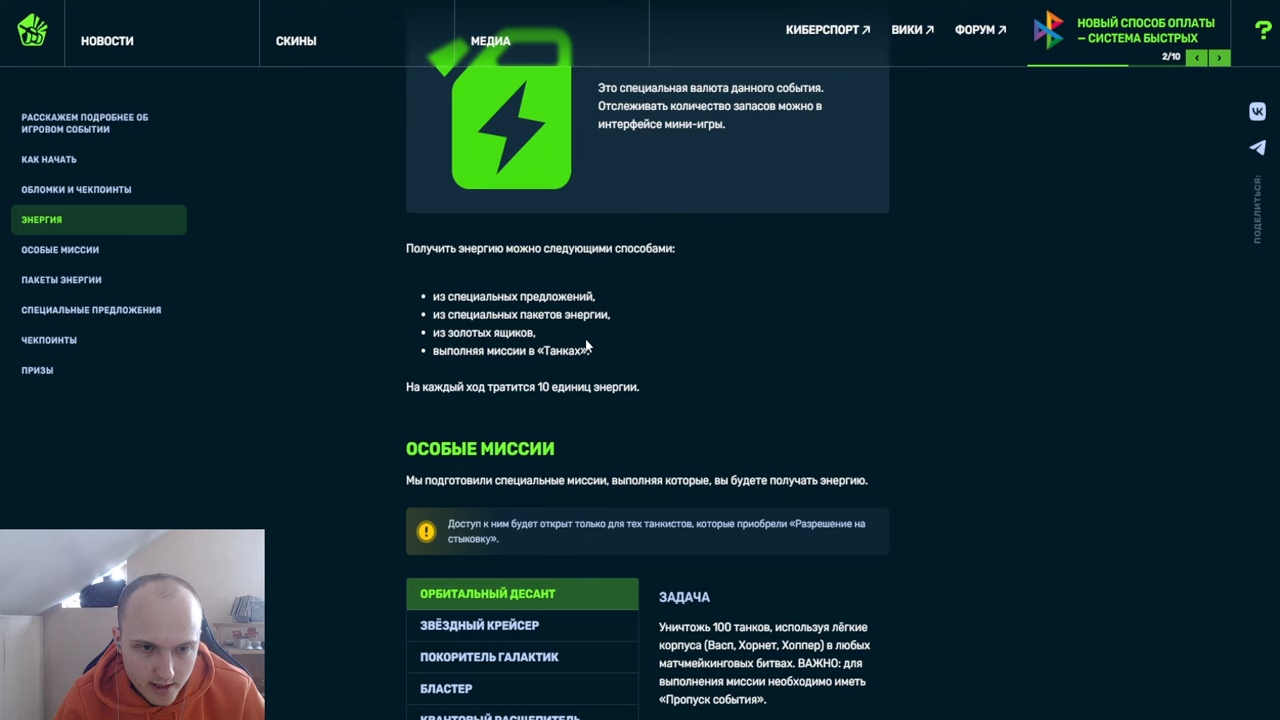 НОВОСТИ
СКИНЫ
МЕДИА
КИБЕРСПОРТ
ВИКИ
ФОРУМ
НОВЫЙ СПОСОБ ОПЛАТЫ
– СИСТЕМА БЫСТРЫХ
2/10
?
РАССКАЖЕМ ПОДРОБНЕЕ ОБ
ИГРОВОМ СОБЫТИИ
КАК НАЧАТЬ
ОБЛОМКИ И ЧЕКПОИНТЫ
ЭНЕРГИЯ
ОСОБЫЕ МИССИИ
ПАКЕТЫ ЭНЕРГИИ
СПЕЦИАЛЬНЫЕ ПРЕДЛОЖЕНИЯ
ЧЕКПОИНТЫ
ПРИЗЫ
Это специальная валюта данного события.
Отслеживать количество запасов можно в
интерфейсе мини-игры.
Получить энергию можно следующими способами:
• из специальных предложений,
• из специальных пакетов энергии,
• из золотых ящиков,
• выполняя миссии в «Танках».
На каждый ход тратится 10 единиц энергии.
ОСОБЫЕ МИССИИ
Мы подготовили специальные миссии, выполняя которые, вы будете получать энергию.
Доступ к ним будет открыт только для тех танкистов, которые приобрели «Разрешение на
стыковку».
ОРБИТАЛЬНЫЙ ДЕСАНТ
ЗВЁЗДНЫЙ КРЕЙСЕР
ПОКОРИТЕЛЬ ГАЛАКТИК
БЛАСТЕР
КВАНТОВЫЙ РАСЩЕПИТЕЛЬ
ЗАДАЧА
Уничтожь 100 танков, используя лёгкие
корпуса (Васп, Хорнет, Хоппер) в любых
матчмейкинговых битвах. ВАЖНО: для
выполнения миссии необходимо иметь
«Пропуск события».
ПОДЕЛИТЬСЯ: